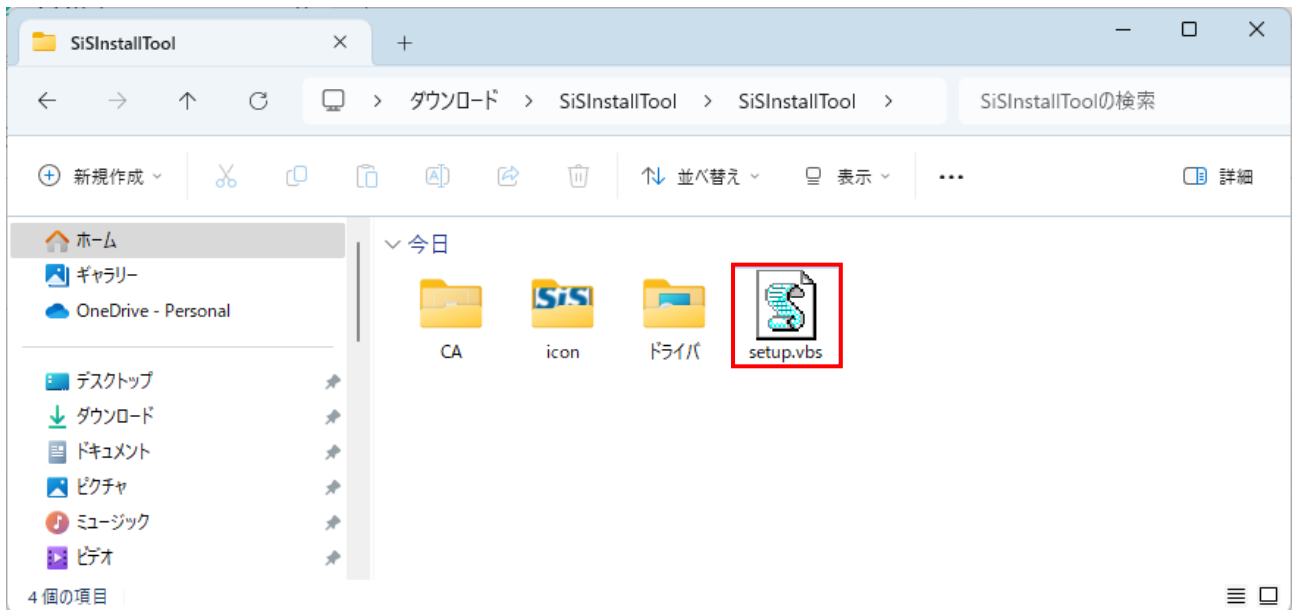 SiSInstallTool
ダウンロード > SiSInstallTool > SiSInstallTool > SiSInstallToolの検索
新規作成 並べ替え 表示 ... 詳細
ホーム
ギャラリー
OneDrive - Personal
デスクトップ
ダウンロード
ドキュメント
ピクチャ
ミュージック
ビデオ
今日
SiS
CA icon ドライバ setup.vbs
4 個の項目